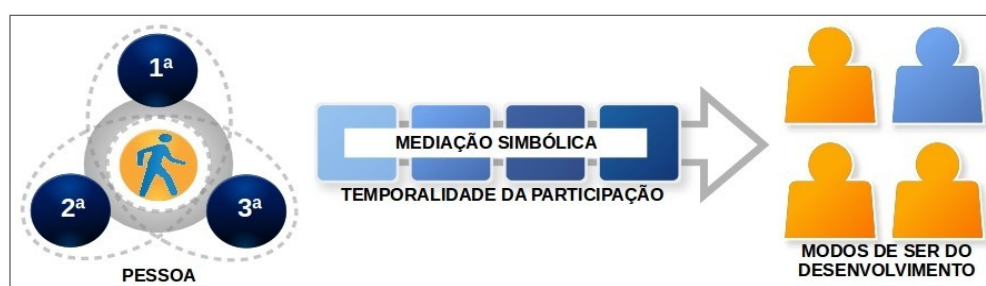 1ª
2ª
3ª
PESSOA
MEDIAÇÃO SIMBÓLICA
TEMPORALIDADE DA PARTICIPAÇÃO
MODOS DE SER DO
DESENVOLVIMENTO